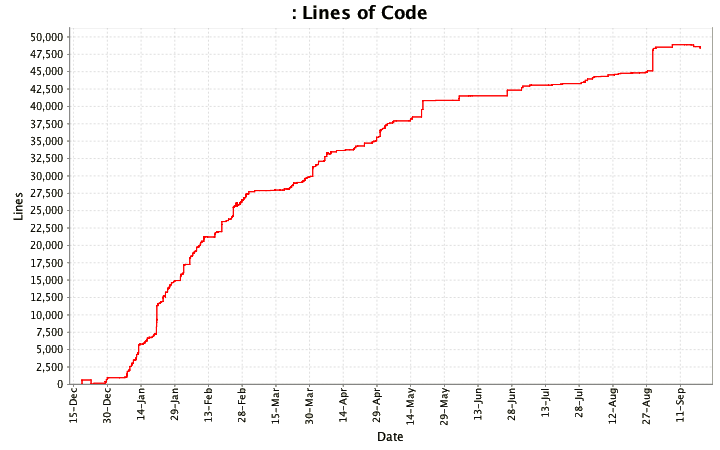 : Lines of Code
50,000
47,500
45,000
42,500
40,000
37,500
35,000
32,500
30,000
27,500
25,000
22,500
20,000
17,500
15,000
12,500
10,000
7,500
5,000
2,500
0
Lines
15-Dec
30-Dec
14-Jan
29-Jan
13-Feb
28-Feb
15-Mar
30-Mar
14-Apr
29-Apr
14-May
29-May
13-Jun
28-Jun
13-Jul
28-Jul
12-Aug
27-Aug
11-Sep
Date